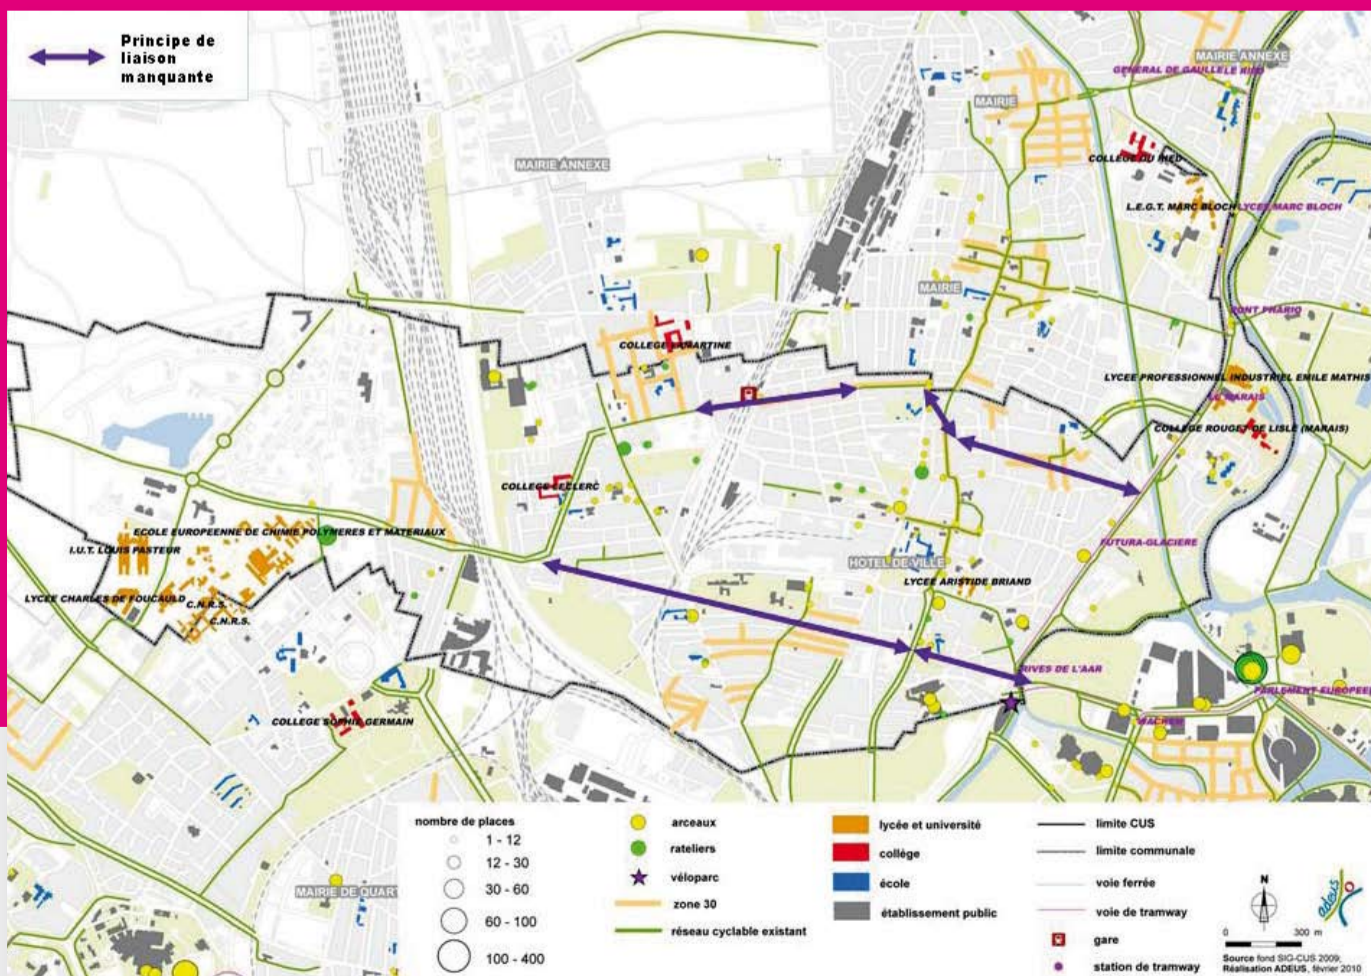 Principe de
liaison
manquante
MAIRIE ANNEXE
GENERAL DE GAULLE
LE RIED
MAIRIE
MAIRIE ANNEXE
COLLEGE DU RIED
L.E.G.T. MARC BLOCH
LYCEE MARC BLOCH
MAIRIE
PONT PHARIO
COLLEGE LAMARTINE
LYCEE PROFESSIONNEL INDUSTRIEL EMILE MATHIS
LE MARAIS
COLLEGE ROUGET DE LISLE (MARAIS)
COLLEGE LECLERC
ECOLE EUROPEENNE DE CHIMIE POLYMERES ET MATERIAUX
I.U.T. LOUIS PASTEUR
FUTURA-GLACIERE
HOTEL DE VILLE
LYCEE ARISTIDE BRIAND
LYCEE CHARLES DE FOUCAULD
C.N.R.S.
C.N.R.S.
RIVES DE L'AAR
PARLEMENT EUROPEEN
COLLEGE SOPHIE GERMAIN
WACKEN
MAIRIE DE QUART
nombre de places
1 - 12
12 - 30
30 - 60
60 - 100
100 - 400
arceaux
rateliers
véloparc
zone 30
réseau cyclable existant
lycée et université
collège
école
établissement public
limite CUS
limite communale
voie ferrée
voie de tramway
gare
station de tramway
N
0 300 m
adeus
Source fond SIG-CUS 2009,
Réalisation ADEUS, février 2010